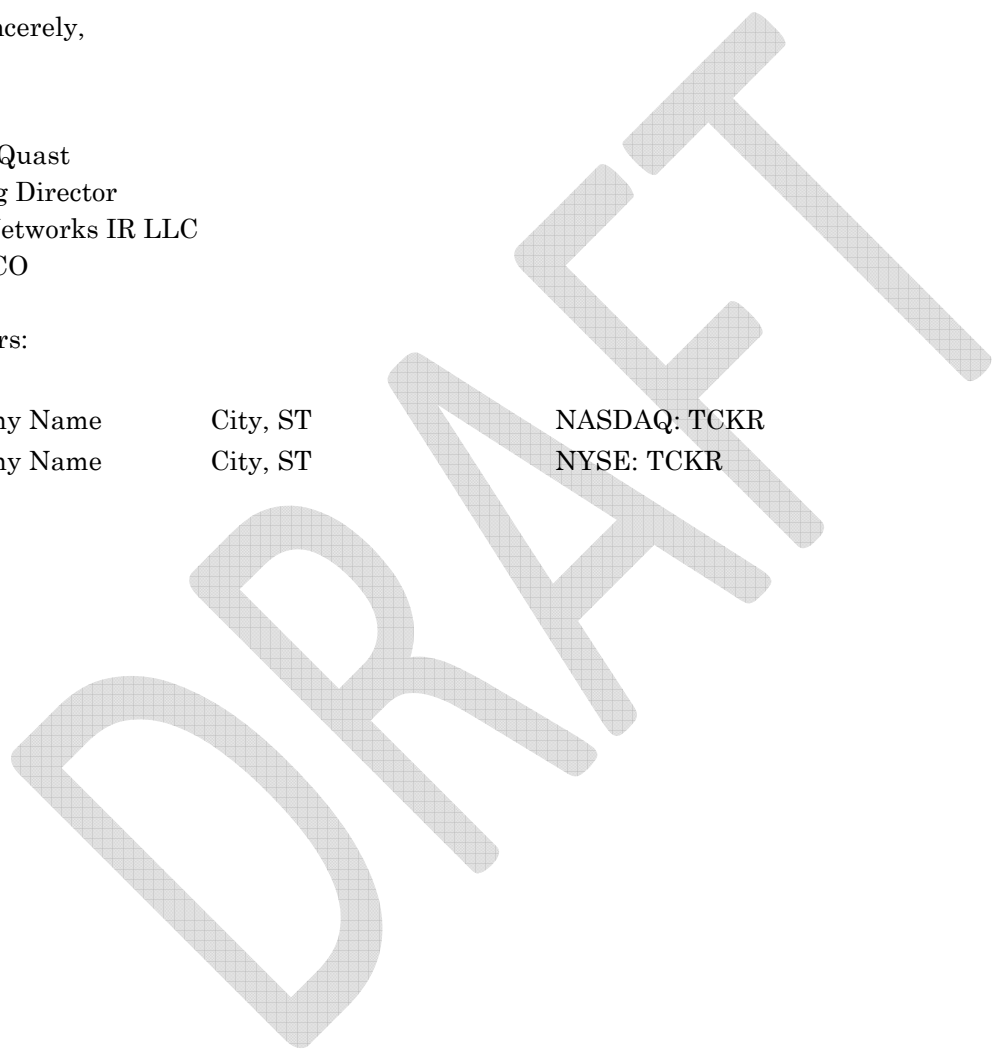 ncerely,
Quast
g Director
Networks IR LLC
CO
rs:
ny Name City, ST NASDAQ: TCKR
ny Name City, ST NYSE: TCKR
DRAFT